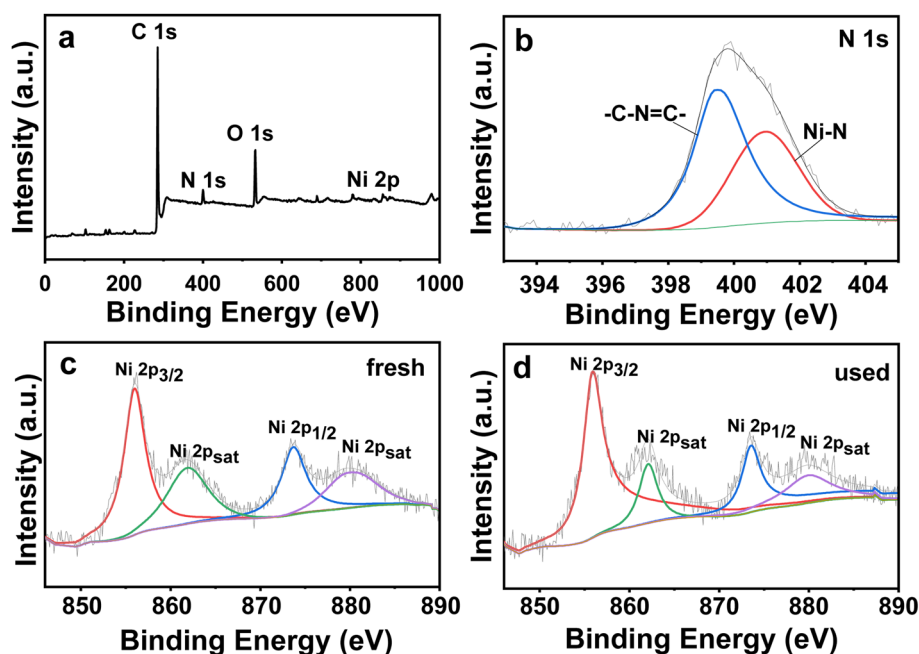 a
C 1s
N 1s
O 1s
Ni 2p
Intensity (a.u.)
0 200 400 600 800 1000
Binding Energy (eV)
b
N 1s
-C-N=C-
Ni-N
Intensity (a.u.)
394 396 398 400 402 404
Binding Energy (eV)
c
fresh
Ni 2p3/2
Ni 2psat
Ni 2p1/2
Ni 2psat
Intensity (a.u.)
850 860 870 880 890
Binding Energy (eV)
d
used
Ni 2p3/2
Ni 2psat
Ni 2p1/2
Ni 2psat
Intensity (a.u.)
850 860 870 880 890
Binding Energy (eV)